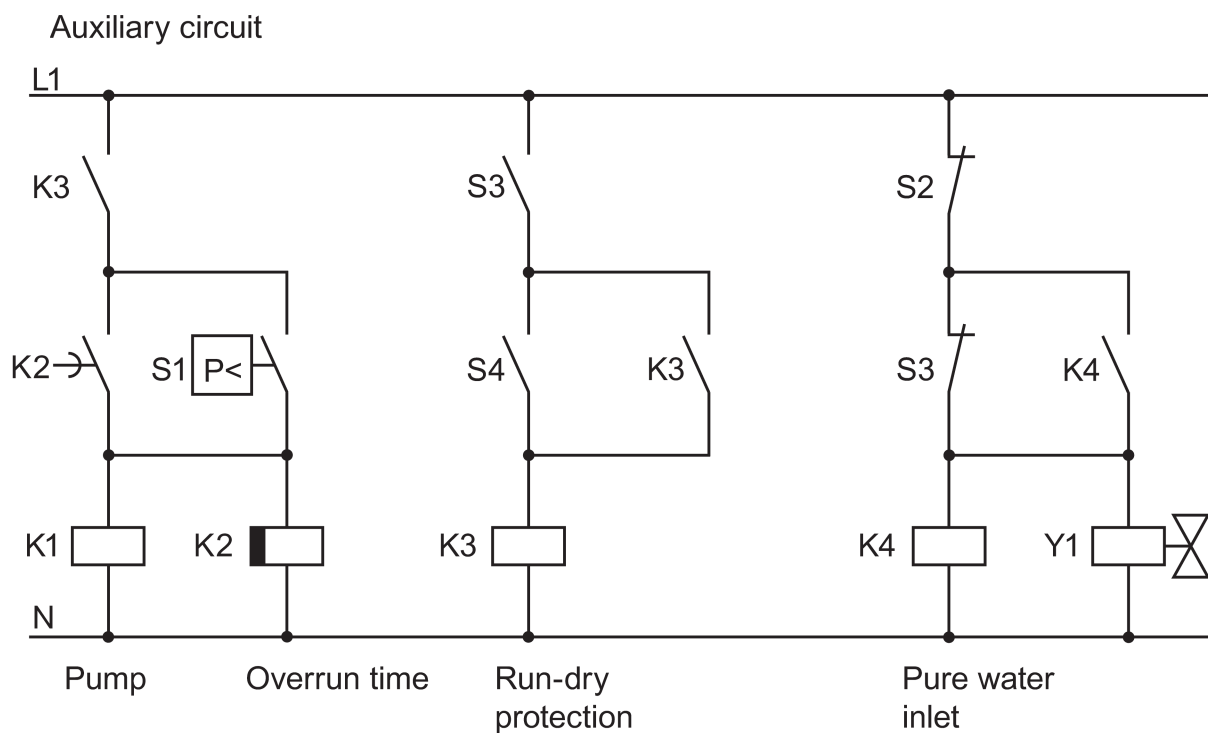 Auxiliary circuit
L1
K3
S3
S2
K2
S1
P<
S4
K3
S3
K4
K1
K2
K3
K4
Y1
N
Pump
Overrun time
Run-dry
protection
Pure water
inlet